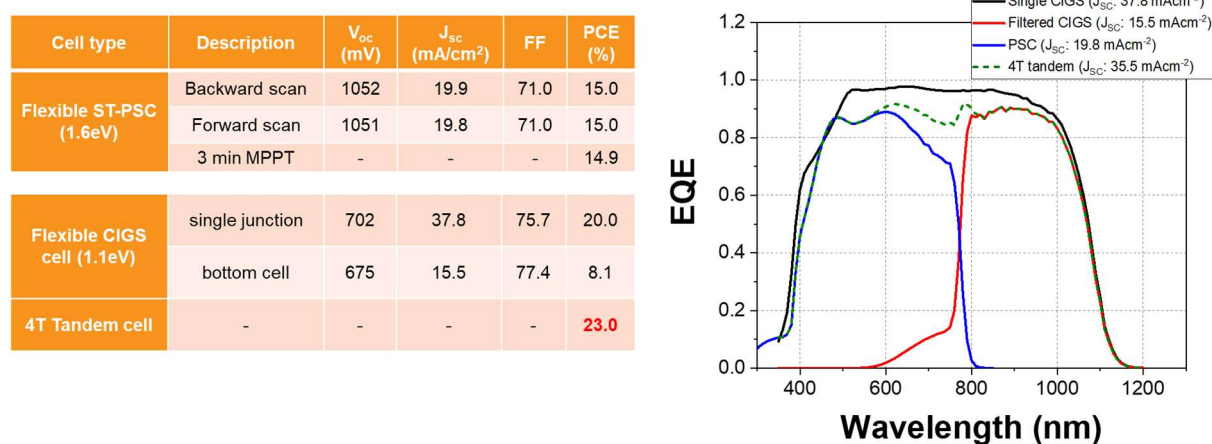 Cell type Description Voc (mV) Jsc (mA/cm²) FF PCE (%)
Flexible ST-PSC (1.6eV)
Backward scan 1052 19.9 71.0 15.0
Forward scan 1051 19.8 71.0 15.0
3 min MPPT - - - 14.9
Flexible CIGS cell (1.1eV)
single junction 702 37.8 75.7 20.0
bottom cell 675 15.5 77.4 8.1
4T Tandem cell - - - - 23.0
Single CIGS (JSC: 37.8 mAcm-2)
Filtered CIGS (JSC: 15.5 mAcm-2)
PSC (JSC: 19.8 mAcm-2)
4T tandem (JSC: 35.5 mAcm-2)
EQE
1.2
1.0
0.8
0.6
0.4
0.2
0.0
400 600 800 1000 1200
Wavelength (nm)